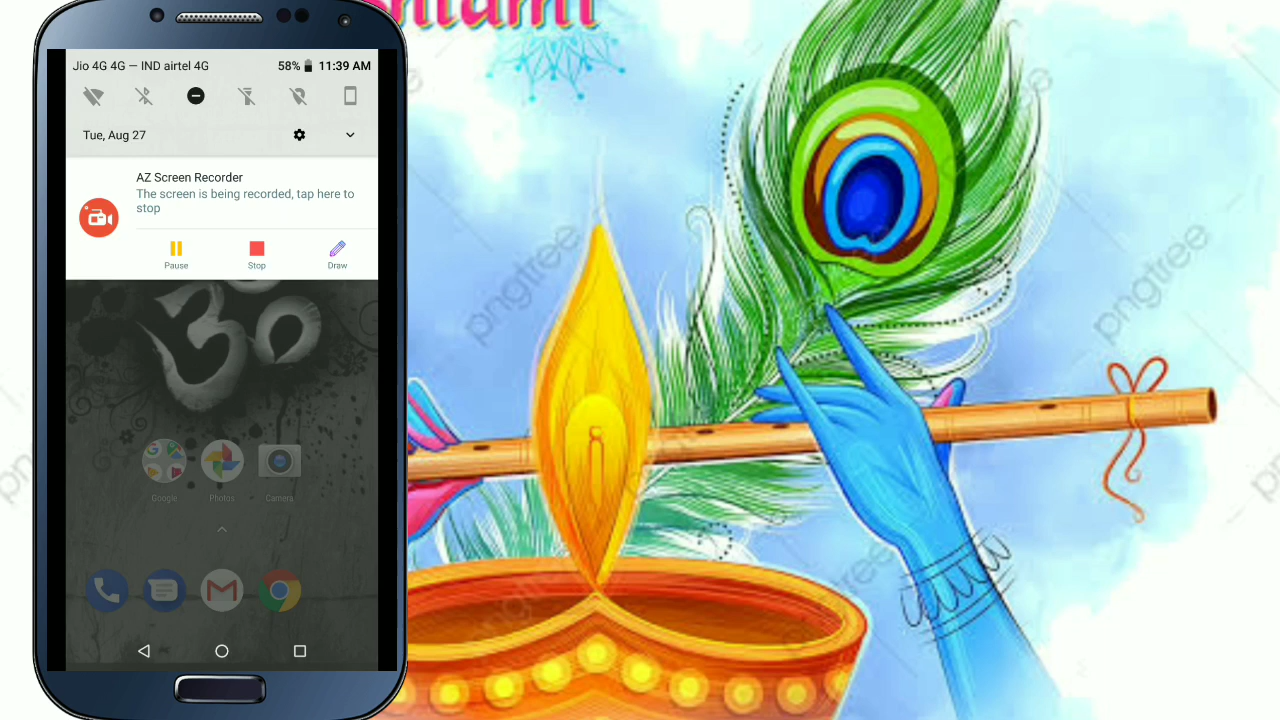 Jio 4G 4G — IND airtel 4G 58% 11:39 AM
Tue, Aug 27
AZ Screen Recorder
The screen is being recorded, tap here to
stop
Pause Stop Draw
ॐ
Google Photos Camera
pngtree
pngtree
pngtree
pngtree